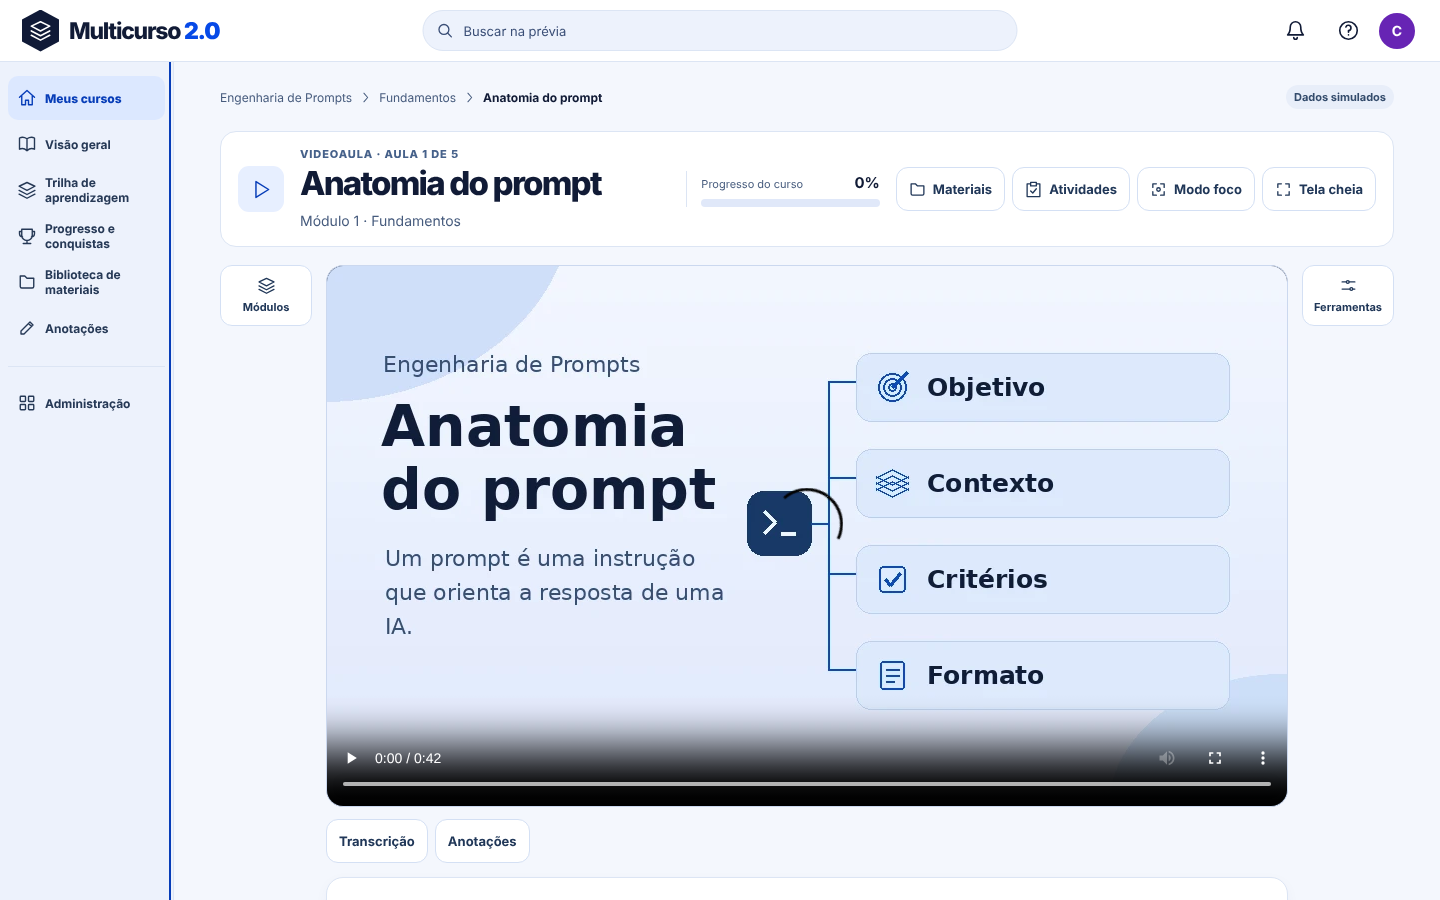 Multicurso 2.0
Buscar na prévia
C
Meus cursos
Visão geral
Trilha de
aprendizagem
Progresso e
conquistas
Biblioteca de
materiais
Anotações
Administração
Engenharia de Prompts > Fundamentos > Anatomia do prompt
Dados simulados
VIDEOAULA · AULA 1 DE 5
Anatomia do prompt
Módulo 1 · Fundamentos
Progresso do curso 0%
Materiais
Atividades
Modo foco
Tela cheia
Módulos
Ferramentas
Engenharia de Prompts
Anatomia
do prompt
Um prompt é uma instrução
que orienta a resposta de uma
IA.
Objetivo
Contexto
Critérios
Formato
0:00 / 0:42
Transcrição
Anotações